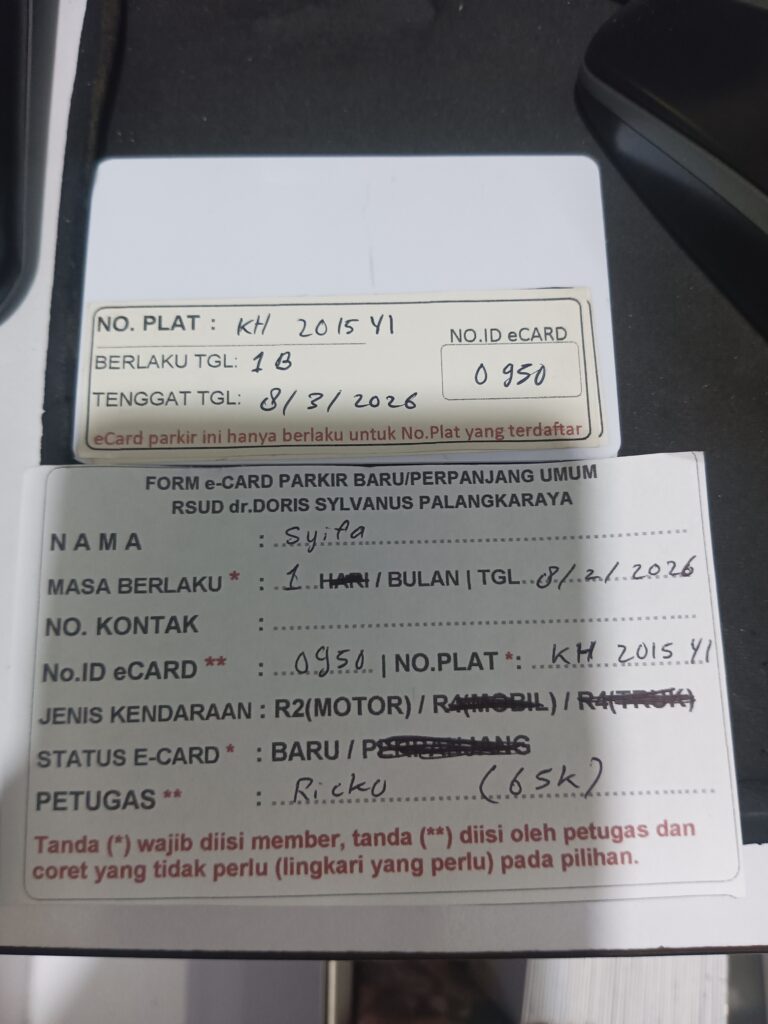 NO. PLAT : KH 2015 YI
NO.ID eCARD
BERLAKU TGL: 1 B
0950
TENGGAT TGL: 8/3/2026
eCard parkir ini hanya berlaku untuk No.Plat yang terdaftar
FORM e-CARD PARKIR BARU/PERPANJANG UMUM
RSUD dr.DORIS SYLVANUS PALANGKARAYA
NAMA : Syifa
MASA BERLAKU * : 1 HARI / BULAN | TGL 8/2/2026
NO. KONTAK :
No.ID eCARD ** : 0950 | NO.PLAT *: KH 2015 YI
JENIS KENDARAAN : R2(MOTOR) / R4(MOBIL) / R4(TRUK)
STATUS E-CARD * : BARU / PERPANJANG
PETUGAS ** : Ricko (65K)
Tanda (*) wajib diisi member, tanda (**) diisi oleh petugas dan
coret yang tidak perlu (lingkari yang perlu) pada pilihan.